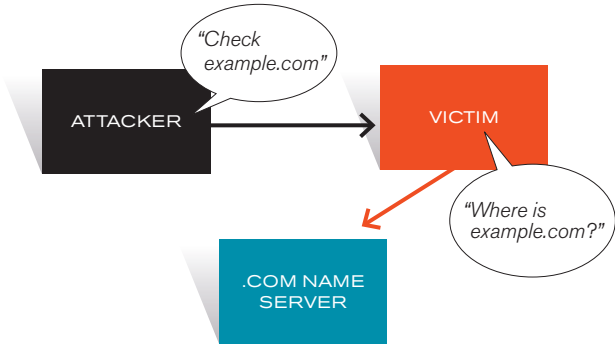 “Check
example.com”
ATTACKER
VICTIM
“Where is
example.com?”
.COM NAME
SERVER